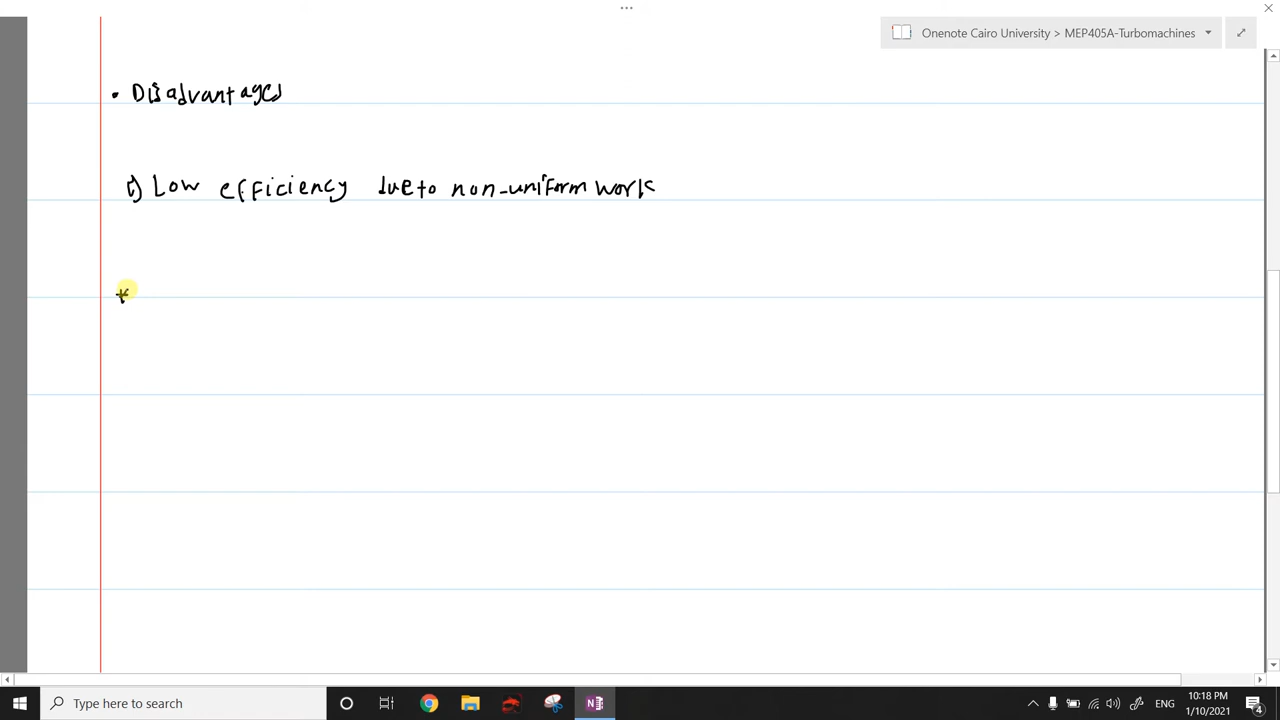 Onenote Cairo University > MEP405A-Turbomachines
• Disadvantages
1) Low efficiency due to non-uniform work
*
Type here to search
ENG
10:18 PM
1/10/2021
4